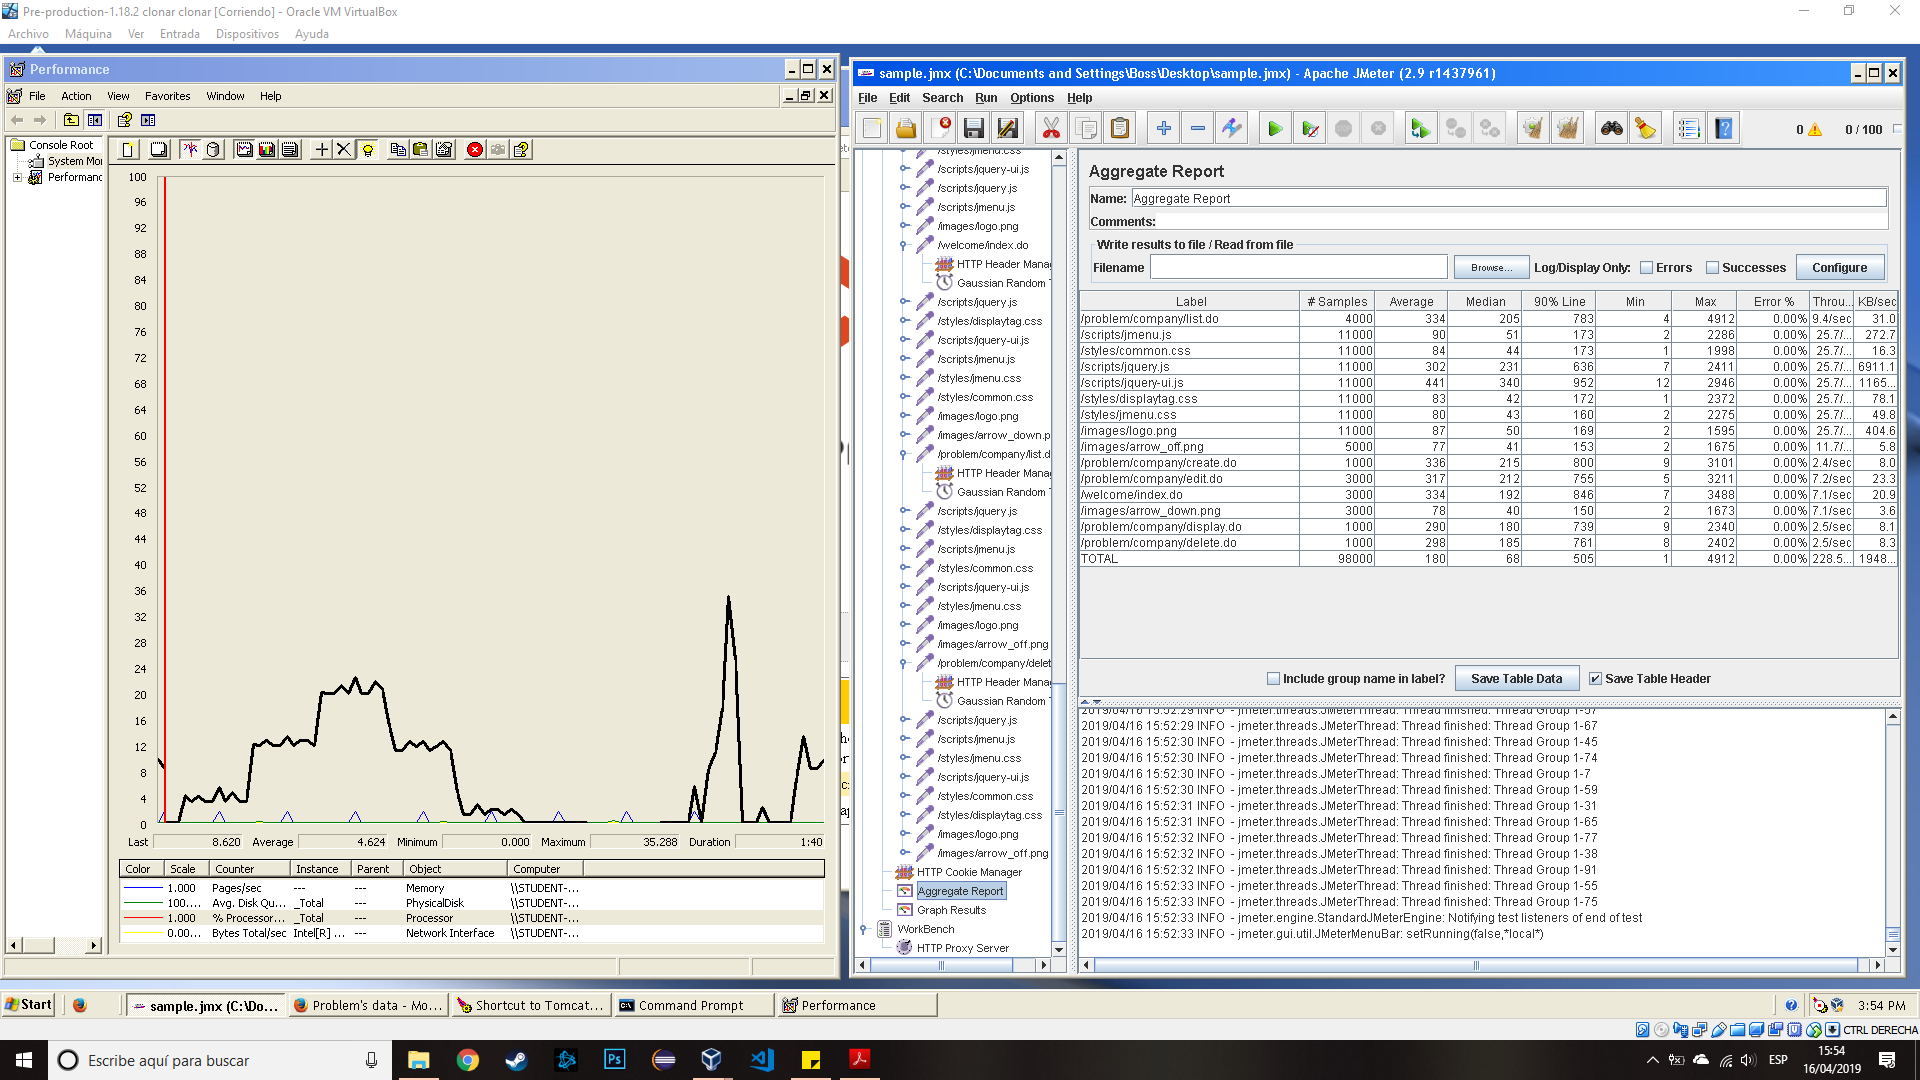 Pre-production-1.18.2 clonar clonar [Corriendo] - Oracle VM VirtualBox
Archivo Máquina Ver Entrada Dispositivos Ayuda
Performance
File Action View Favorites Window Help
Console Root
System Mo
Performanc
100
96
92
88
84
80
76
72
68
64
60
56
52
48
44
40
36
32
28
24
20
16
12
8
4
0
Last 8.620 Average 4.624 Minimum 0.000 Maximum 35.288 Duration 1:40
Color Scale Counter Instance Parent Object Computer
1.000 Pages/sec --- --- Memory \\STUDENT-...
100.... Avg. Disk Qu... _Total --- PhysicalDisk \\STUDENT-...
1.000 % Processor... _Total --- Processor \\STUDENT-...
0.00... Bytes Total/sec Intel[R] ... --- Network Interface \\STUDENT-...
sample.jmx (C:\Documents and Settings\Boss\Desktop\sample.jmx) - Apache JMeter (2.9 r1437961)
File Edit Search Run Options Help
0 0 / 100
/styles/jmenu.css
/scripts/jquery-ui.js
/scripts/jquery.js
/scripts/jmenu.js
/images/logo.png
/welcome/index.do
HTTP Header Mana
Gaussian Random T
/scripts/jquery.js
/styles/displaytag.css
/scripts/jquery-ui.js
/scripts/jmenu.js
/styles/jmenu.css
/styles/common.css
/images/logo.png
/images/arrow_down.p
/problem/company/list.d
HTTP Header Mana
Gaussian Random T
/scripts/jquery.js
/styles/displaytag.css
/scripts/jmenu.js
/styles/common.css
/scripts/jquery-ui.js
/styles/jmenu.css
/images/logo.png
/images/arrow_off.png
/problem/company/delet
HTTP Header Mana
Gaussian Random T
/scripts/jquery.js
/scripts/jmenu.js
/styles/jmenu.css
/scripts/jquery-ui.js
/styles/common.css
/styles/displaytag.css
/images/logo.png
/images/arrow_off.png
HTTP Cookie Manager
Aggregate Report
Graph Results
WorkBench
HTTP Proxy Server
Aggregate Report
Name: Aggregate Report
Comments:
Write results to file / Read from file
Filename Browse... Log/Display Only: Errors Successes Configure
Label # Samples Average Median 90% Line Min Max Error % Throu... KB/sec
/problem/company/list.do 4000 334 205 783 4 4912 0.00% 9.4/sec 31.0
/scripts/jmenu.js 11000 90 51 173 2 2286 0.00% 25.7/... 272.7
/styles/common.css 11000 84 44 173 1 1998 0.00% 25.7/... 16.3
/scripts/jquery.js 11000 302 231 636 7 2411 0.00% 25.7/... 6911.1
/scripts/jquery-ui.js 11000 441 340 952 12 2946 0.00% 25.7/... 1165...
/styles/displaytag.css 11000 83 42 172 1 2372 0.00% 25.7/... 78.1
/styles/jmenu.css 11000 80 43 160 2 2275 0.00% 25.7/... 49.8
/images/logo.png 11000 87 50 169 2 1595 0.00% 25.7/... 404.6
/images/arrow_off.png 5000 77 41 153 2 1675 0.00% 11.7/... 5.8
/problem/company/create.do 1000 336 215 800 9 3101 0.00% 2.4/sec 8.0
/problem/company/edit.do 3000 317 212 755 5 3211 0.00% 7.2/sec 23.3
/welcome/index.do 3000 334 192 846 7 3488 0.00% 7.1/sec 20.9
/images/arrow_down.png 3000 78 40 150 2 1673 0.00% 7.1/sec 3.6
/problem/company/display.do 1000 290 180 739 9 2340 0.00% 2.5/sec 8.1
/problem/company/delete.do 1000 298 185 761 8 2402 0.00% 2.5/sec 8.3
TOTAL 98000 180 68 505 1 4912 0.00% 228.5... 1948...
Include group name in label? Save Table Data Save Table Header
2019/04/16 15:52:29 INFO - jmeter.threads.JMeterThread: Thread finished: Thread Group 1-57
2019/04/16 15:52:29 INFO - jmeter.threads.JMeterThread: Thread finished: Thread Group 1-67
2019/04/16 15:52:30 INFO - jmeter.threads.JMeterThread: Thread finished: Thread Group 1-45
2019/04/16 15:52:30 INFO - jmeter.threads.JMeterThread: Thread finished: Thread Group 1-74
2019/04/16 15:52:30 INFO - jmeter.threads.JMeterThread: Thread finished: Thread Group 1-7
2019/04/16 15:52:30 INFO - jmeter.threads.JMeterThread: Thread finished: Thread Group 1-59
2019/04/16 15:52:31 INFO - jmeter.threads.JMeterThread: Thread finished: Thread Group 1-31
2019/04/16 15:52:31 INFO - jmeter.threads.JMeterThread: Thread finished: Thread Group 1-65
2019/04/16 15:52:32 INFO - jmeter.threads.JMeterThread: Thread finished: Thread Group 1-77
2019/04/16 15:52:32 INFO - jmeter.threads.JMeterThread: Thread finished: Thread Group 1-38
2019/04/16 15:52:32 INFO - jmeter.threads.JMeterThread: Thread finished: Thread Group 1-91
2019/04/16 15:52:33 INFO - jmeter.threads.JMeterThread: Thread finished: Thread Group 1-55
2019/04/16 15:52:33 INFO - jmeter.threads.JMeterThread: Thread finished: Thread Group 1-75
2019/04/16 15:52:33 INFO - jmeter.engine.StandardJMeterEngine: Notifying test listeners of end of test
2019/04/16 15:52:33 INFO - jmeter.gui.util.JMeterMenuBar: setRunning(false,*local*)
Start sample.jmx (C:\Do... Problem's data - Mo... Shortcut to Tomcat... Command Prompt Performance 3:54 PM
CTRL DERECHA
Escribe aquí para buscar
ESP
15:54
16/04/2019